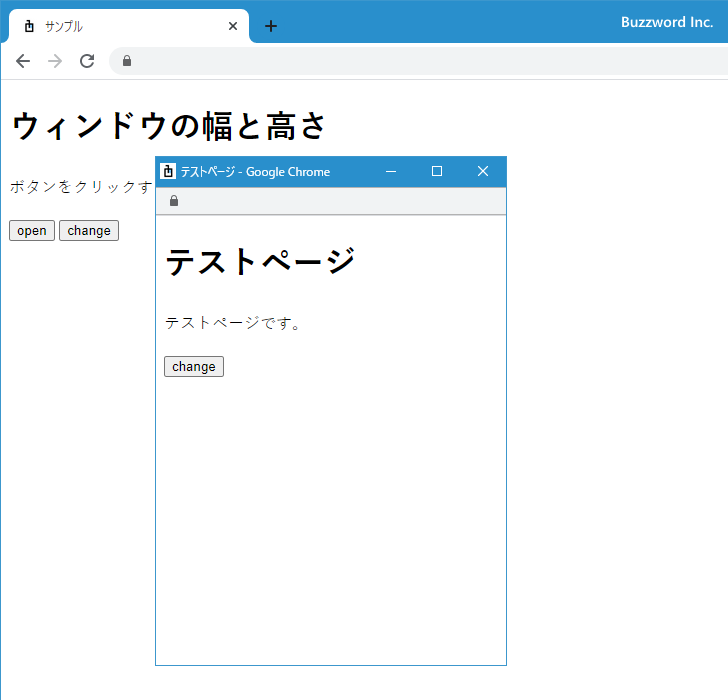 サンプル
Buzzword Inc.
ウィンドウの幅と高さ
ボタンをクリックす
open change
テストページ - Google Chrome
テストページ
テストページです。
change